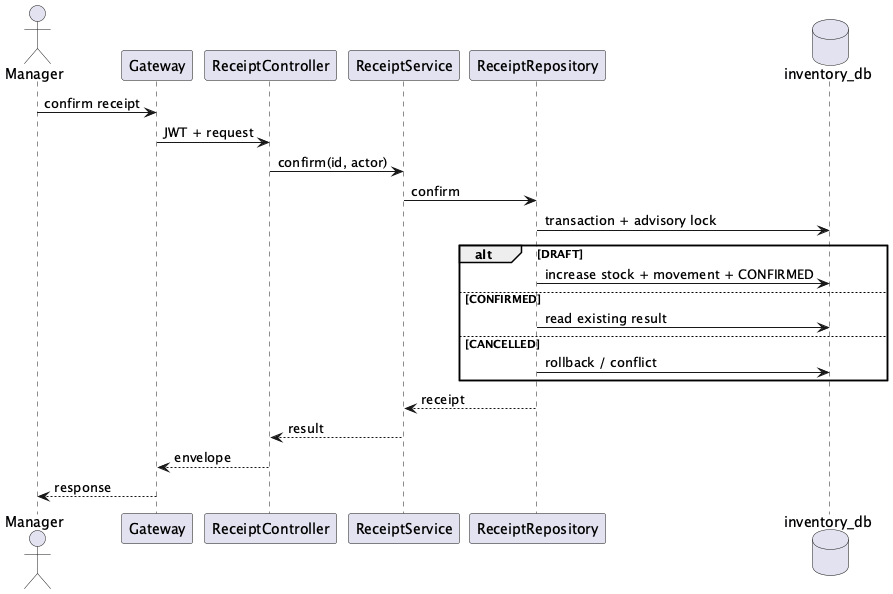 Manager
Gateway
ReceiptController
ReceiptService
ReceiptRepository
inventory_db
confirm receipt
JWT + request
confirm(id, actor)
confirm
transaction + advisory lock
alt
[DRAFT]
increase stock + movement + CONFIRMED
[CONFIRMED]
read existing result
[CANCELLED]
rollback / conflict
receipt
result
envelope
response
Manager
Gateway
ReceiptController
ReceiptService
ReceiptRepository
inventory_db